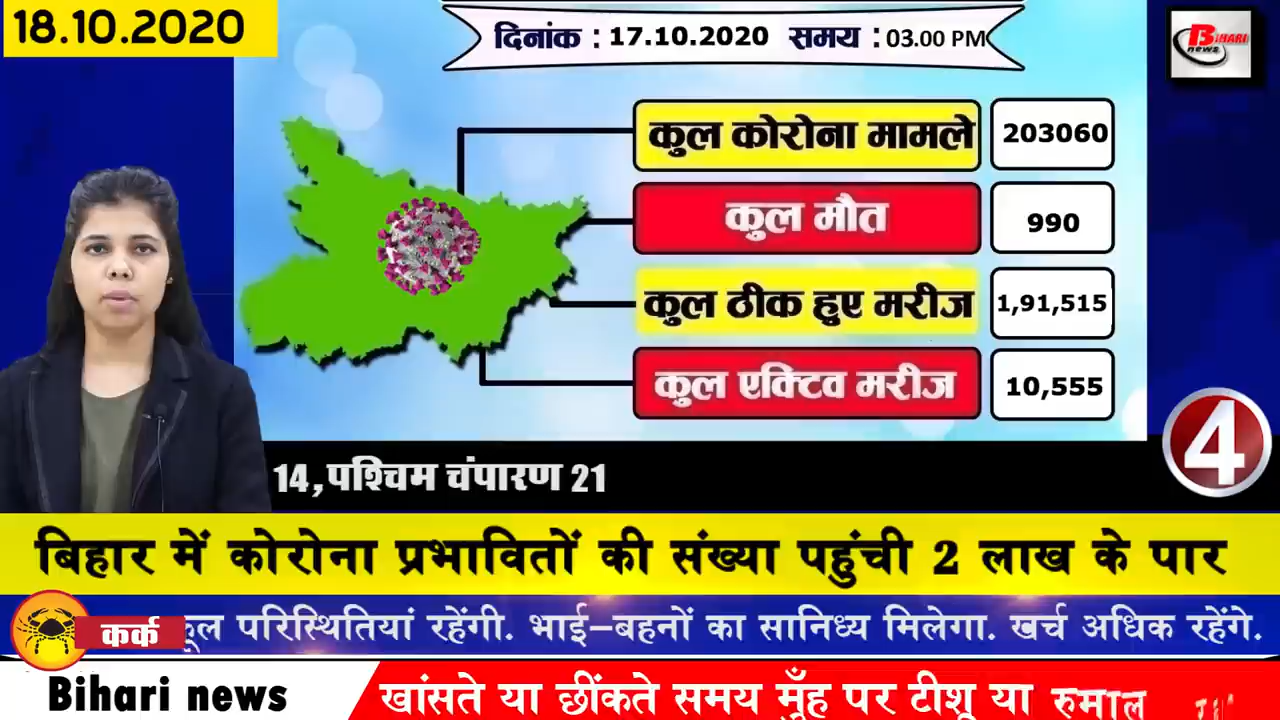 18.10.2020
दिनांक : 17.10.2020 समय : 03.00 PM
BIHARI
news
कुल कोरोना मामले 203060
कुल मौत 990
कुल ठीक हुए मरीज 1,91,515
कुल एक्टिव मरीज 10,555
4
14, पश्चिम चंपारण 21
बिहार में कोरोना प्रभावितों की संख्या पहुंची 2 लाख के पार
कर्क परिस्थितियां रहेंगी. भाई-बहनों का सानिध्य मिलेगा. खर्च अधिक रहेंगे.
Bihari news खांसते या छींकते समय मुँह पर टीशू या रुमाल